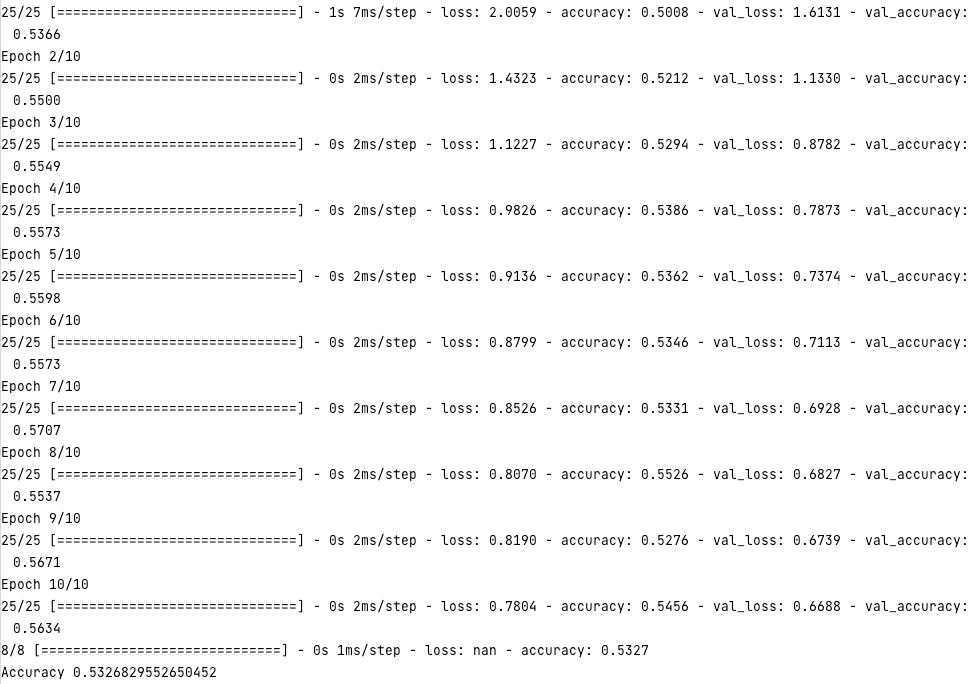 25/25 [==============================] - 1s 7ms/step - loss: 2.0059 - accuracy: 0.5008 - val_loss: 1.6131 - val_accuracy:
0.5366
Epoch 2/10
25/25 [==============================] - 0s 2ms/step - loss: 1.4323 - accuracy: 0.5212 - val_loss: 1.1330 - val_accuracy:
0.5500
Epoch 3/10
25/25 [==============================] - 0s 2ms/step - loss: 1.1227 - accuracy: 0.5294 - val_loss: 0.8782 - val_accuracy:
0.5549
Epoch 4/10
25/25 [==============================] - 0s 2ms/step - loss: 0.9826 - accuracy: 0.5386 - val_loss: 0.7873 - val_accuracy:
0.5573
Epoch 5/10
25/25 [==============================] - 0s 2ms/step - loss: 0.9136 - accuracy: 0.5362 - val_loss: 0.7374 - val_accuracy:
0.5598
Epoch 6/10
25/25 [==============================] - 0s 2ms/step - loss: 0.8799 - accuracy: 0.5346 - val_loss: 0.7113 - val_accuracy:
0.5573
Epoch 7/10
25/25 [==============================] - 0s 2ms/step - loss: 0.8526 - accuracy: 0.5331 - val_loss: 0.6928 - val_accuracy:
0.5707
Epoch 8/10
25/25 [==============================] - 0s 2ms/step - loss: 0.8070 - accuracy: 0.5526 - val_loss: 0.6827 - val_accuracy:
0.5537
Epoch 9/10
25/25 [==============================] - 0s 2ms/step - loss: 0.8190 - accuracy: 0.5276 - val_loss: 0.6739 - val_accuracy:
0.5671
Epoch 10/10
25/25 [==============================] - 0s 2ms/step - loss: 0.7804 - accuracy: 0.5456 - val_loss: 0.6688 - val_accuracy:
0.5634
8/8 [==============================] - 0s 1ms/step - loss: nan - accuracy: 0.5327
Accuracy 0.5326829552650452